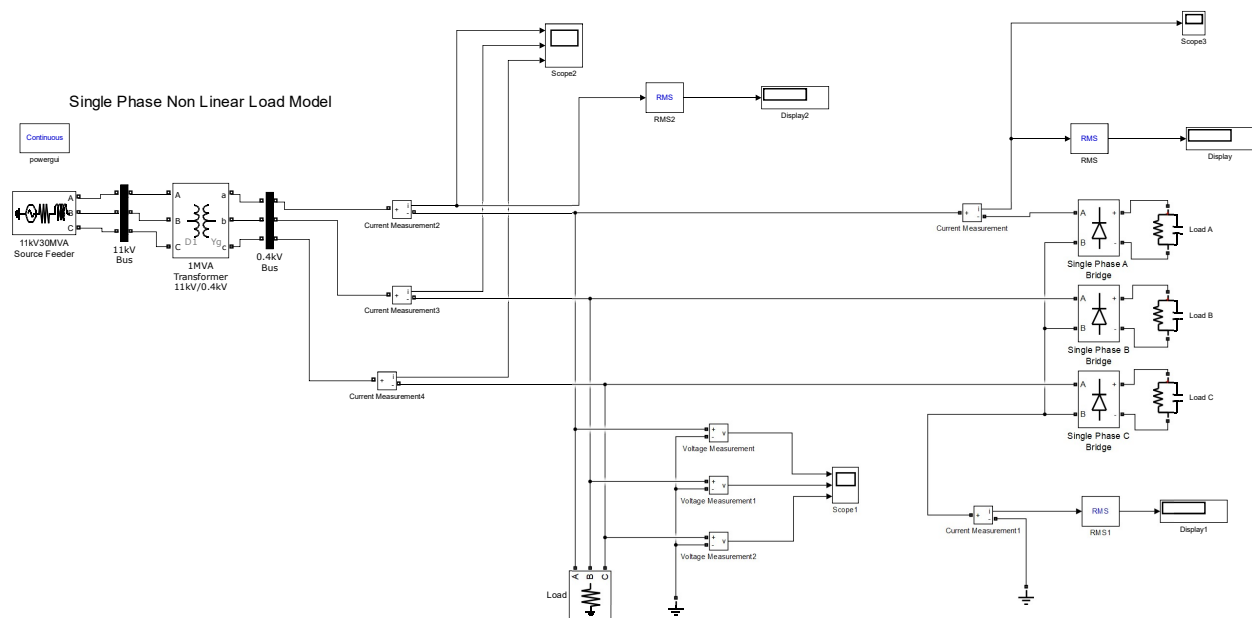 Scope3
Scope2
Single Phase Non Linear Load Model
RMS
RMS2
Display2
Continuous
powergui
RMS
RMS
Display
A
B
C
11kV30MVA
Source Feeder
11kV
Bus
A
B
C
a
b
c
D1
Yg
1MVA
Transformer
11kV/0.4kV
0.4kV
Bus
+
i
-
Current Measurement2
+
i
-
Current Measurement
A
B
+
-
Single Phase A
Bridge
Load A
+
i
-
Current Measurement3
A
B
+
-
Single Phase B
Bridge
Load B
+
i
-
Current Measurement4
A
B
+
-
Single Phase C
Bridge
Load C
+
-
v
Voltage Measurement
+
-
v
Voltage Measurement1
Scope1
+
-
v
Voltage Measurement2
+
i
-
Current Measurement1
RMS
RMS1
Display1
A
B
C
Load